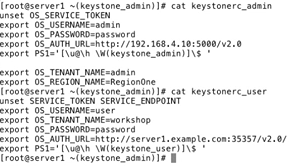 [root@server1 ~(keystone_admin)]# cat keystonerc_admin
unset OS_SERVICE_TOKEN
export OS_USERNAME=admin
export OS_PASSWORD=password
export OS_AUTH_URL=http://192.168.4.10:5000/v2.0
export PS1='[\u@\h \W(keystone_admin)]\$ '
export OS_TENANT_NAME=admin
export OS_REGION_NAME=RegionOne
[root@server1 ~(keystone_admin)]# cat keystonerc_user
unset SERVICE_TOKEN SERVICE_ENDPOINT
export OS_USERNAME=user
export OS_TENANT_NAME=workshop
export OS_PASSWORD=password
export OS_AUTH_URL=http://server1.example.com:35357/v2.0/
export PS1='[\u@\h \W(keystone_user)]\$ '
[root@server1 ~(keystone_admin)]#